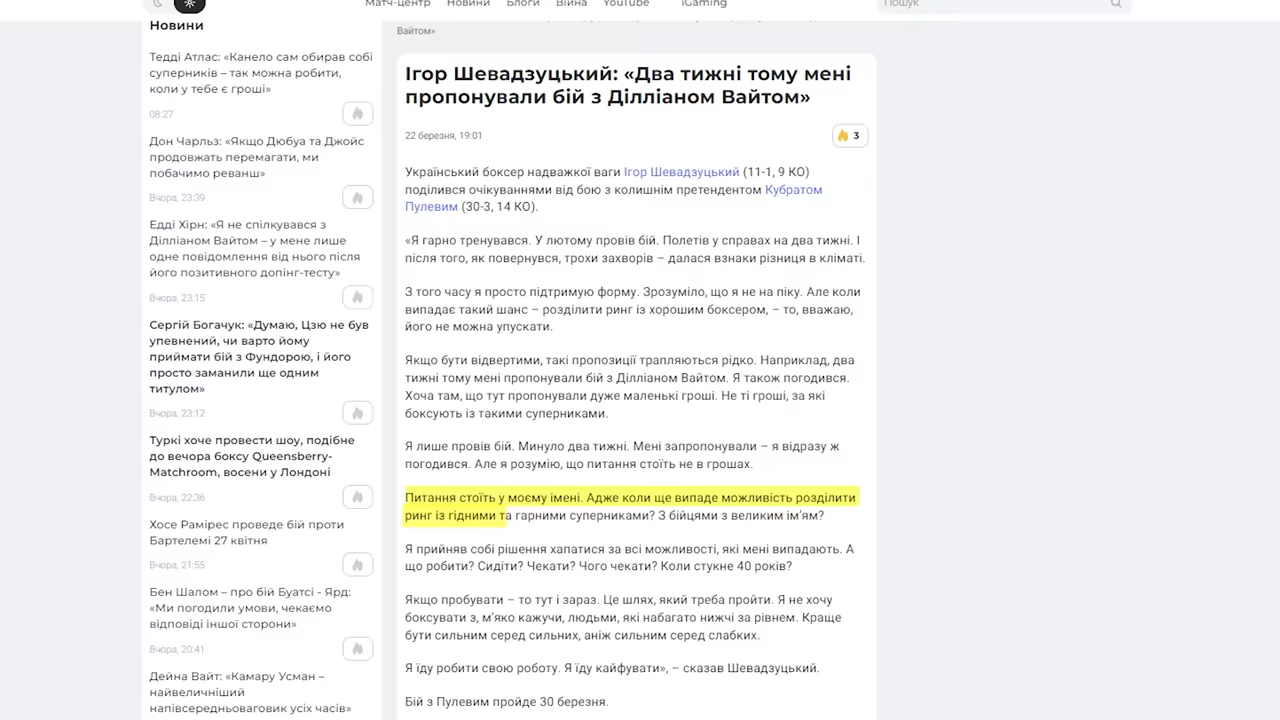 Матч-центр Новини Блоги Війна YouTube iGaming Пошук
Новини
Тедді Атлас: «Канело сам обирав собі
суперників – так можна робити,
коли у тебе є гроші»
08:27
Дон Чарльз: «Якщо Дюбуа та Джойс
продовжать перемагати, ми
побачимо реванш»
Вчора, 23:39
Едді Хірн: «Я не спілкувався з
Ділліаном Вайтом – у мене лише
одне повідомлення від нього після
його позитивного допінг-тесту»
Вчора, 23:15
Сергій Богачук: «Думаю, Цзю не був
упевнений, чи варто йому
приймати бій з Фундорою, і його
просто заманили ще одним
титулом»
Вчора, 23:12
Туркі хоче провести шоу, подібне
до вечора боксу Queensberry-
Matchroom, восени у Лондоні
Вчора, 22:36
Хосе Рамірес проведе бій проти
Бартелемі 27 квітня
Вчора, 21:55
Бен Шалом – про бій Буатсі - Ярд:
«Ми погодили умови, чекаємо
відповіді іншої сторони»
Вчора, 20:41
Дейна Вайт: «Камару Усман –
найвеличніший
напівсередньоваговик усіх часів»
Вайтом»
Ігор Шевадзуцький: «Два тижні тому мені
пропонували бій з Ділліаном Вайтом»
22 березня, 19:01
3
Український боксер надважкої ваги Ігор Шевадзуцький (11-1, 9 КО)
поділився очікуваннями від бою з колишнім претендентом Кубратом
Пулевим (30-3, 14 КО).
«Я гарно тренувався. У лютому провів бій. Полетів у справах на два тижні. І
після того, як повернувся, трохи захворів – далася взнаки різниця в кліматі.
З того часу я просто підтримую форму. Зрозуміло, що я не на піку. Але коли
випадає такий шанс – розділити ринг із хорошим боксером, – то, вважаю,
його не можна упускати.
Якщо бути відвертими, такі пропозиції трапляються рідко. Наприклад, два
тижні тому мені пропонували бій з Ділліаном Вайтом. Я також погодився.
Хоча там, що тут пропонували дуже маленькі гроші. Не ті гроші, за які
боксують із такими суперниками.
Я лише провів бій. Минуло два тижні. Мені запропонували – я відразу ж
погодився. Але я розумію, що питання стоїть не в грошах.
Питання стоїть у моєму імені. Адже коли ще випаде можливість розділити
ринг із гідними та гарними суперниками? З бійцями з великим ім’ям?
Я прийняв собі рішення хапатися за всі можливості, які мені випадають. А
що робити? Сидіти? Чекати? Чого чекати? Коли стукне 40 років?
Якщо пробувати – то тут і зараз. Це шлях, який треба пройти. Я не хочу
боксувати з, м’яко кажучи, людьми, які набагато нижчі за рівнем. Краще
бути сильним серед сильних, аніж сильним серед слабких.
Я їду робити свою роботу. Я їду кайфувати», – сказав Шевадзуцький.
Бій з Пулевим пройде 30 березня.